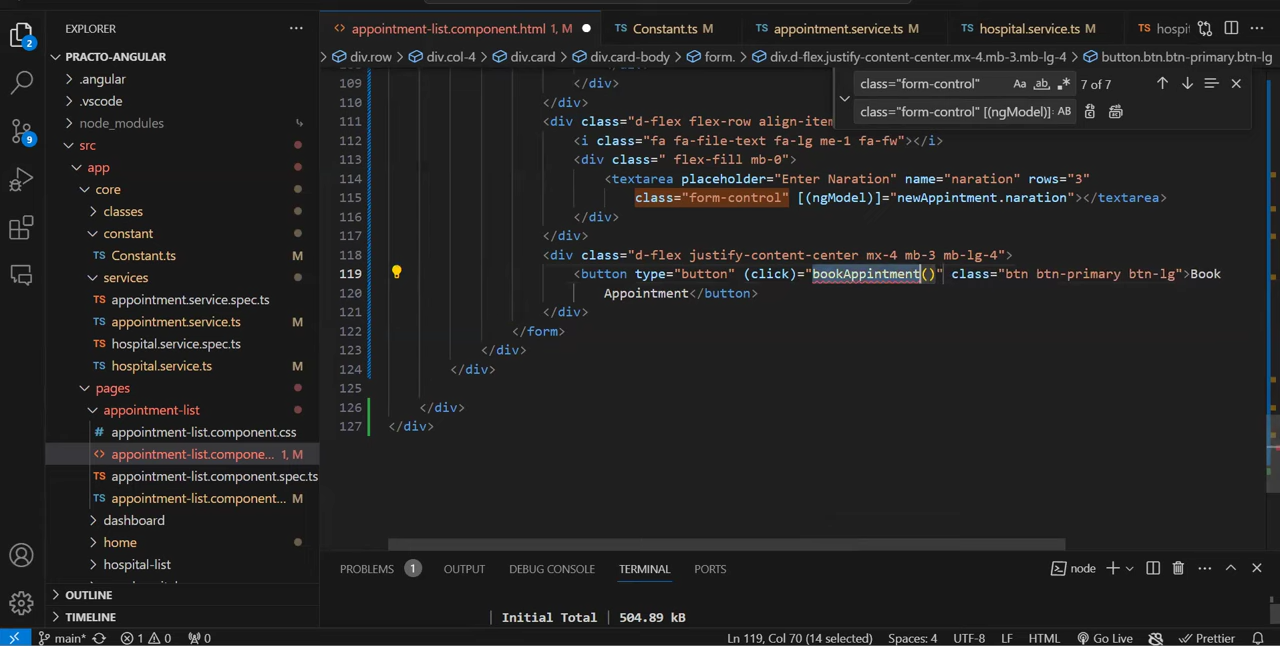 EXPLORER
PRACTO-ANGULAR
.angular
.vscode
node_modules
src
app
core
classes
constant
TS Constant.ts
services
TS appointment.service.spec.ts
TS appointment.service.ts M
TS hospital.service.spec.ts
TS hospital.service.ts M
pages
appointment-list
# appointment-list.component.css
<> appointment-list.compone... 1, M
TS appointment-list.component.spec.ts
TS appointment-list.component... M
dashboard
home
hospital-list
OUTLINE
TIMELINE
2
9
<> appointment-list.component.html 1, M
TS Constant.ts M
TS appointment.service.ts M
TS hospital.service.ts M
TS hospit
div.row > div.col-4 > div.card > div.card-body > form. > div.d-flex.justify-content-center.mx-4.mb-3.mb-lg-4 > button.btn.btn-primary.btn-lg
class="form-control" Aa ab .* 7 of 7
class="form-control" [(ngModel)]= AB
109 </div>
110 </div>
111 <div class="d-flex flex-row align-item
112 <i class="fa fa-file-text fa-lg me-1 fa-fw"></i>
113 <div class=" flex-fill mb-0">
114 <textarea placeholder="Enter Naration" name="naration" rows="3"
115 class="form-control" [(ngModel)]="newAppintment.naration"></textarea>
116 </div>
117 </div>
118 <div class="d-flex justify-content-center mx-4 mb-3 mb-lg-4">
119 <button type="button" (click)="bookAppintment()" class="btn btn-primary btn-lg">Book
120 Appointment</button>
121 </div>
122 </form>
123 </div>
124 </div>
125
126 </div>
127 </div>
PROBLEMS 1 OUTPUT DEBUG CONSOLE TERMINAL PORTS
node
| Initial Total | 504.89 kB
main* 1 0 0
Ln 119, Col 70 (14 selected) Spaces: 4 UTF-8 LF HTML Go Live Prettier